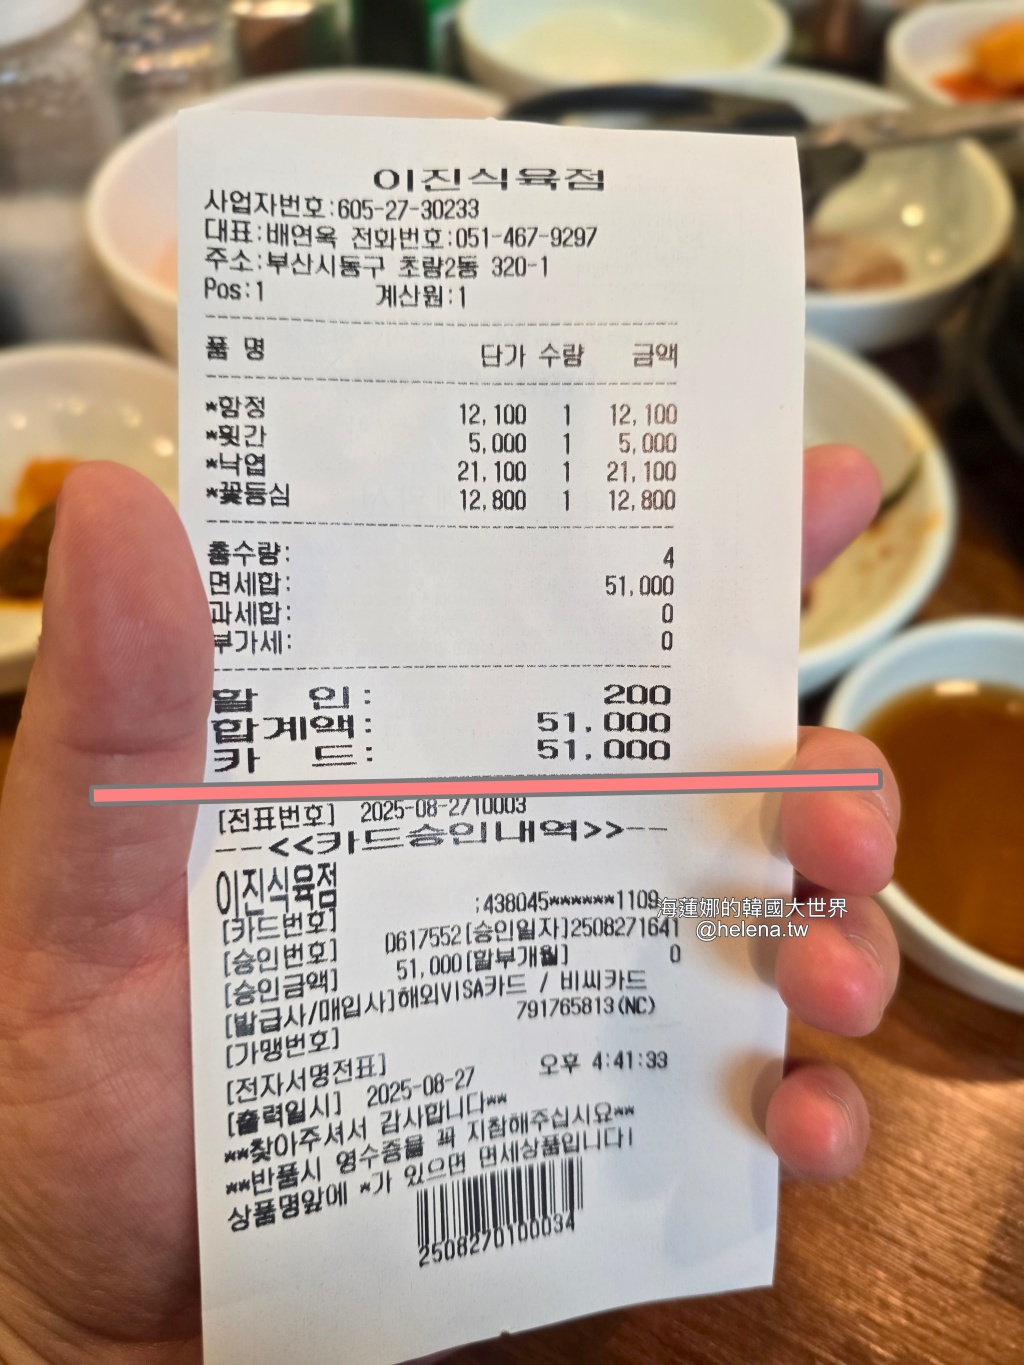 이진식육점
사업자번호:605-27-30233
대표:배연옥 전화번호:051-467-9297
주소:부산시동구 초량2동 320-1
Pos:1 계산원:1
품 명 단가 수량 금액
*항정 12,100 1 12,100
*뒷간 5,000 1 5,000
*낙엽 21,100 1 21,100
*꽃등심 12,800 1 12,800
총수량: 4
면세합: 51,000
과세합: 0
부가세: 0
할 인: 200
합계액: 51,000
카 드: 51,000
[전표번호] 2025-08-2710003
--<<카드승인내역>>--
이진식육점
[카드번호] :438045******1109
[승인번호] 0617552[승인일자]2508271641
[승인금액] 51,000[할부개월] 0
[발급사/매입사]해외VISA카드 / 비씨카드
[가맹번호] 791765813(NC)
[전자서명전표]
[출력일시] 2025-08-27 오후 4:41:33
**찾아주셔서 감사합니다**
**반품시 영수증을 꼭 지참해주십시요**
상품명앞에 *가 있으면 면세상품입니다!
2508270100034
海蓮娜的韓國大世界
@helena.tw